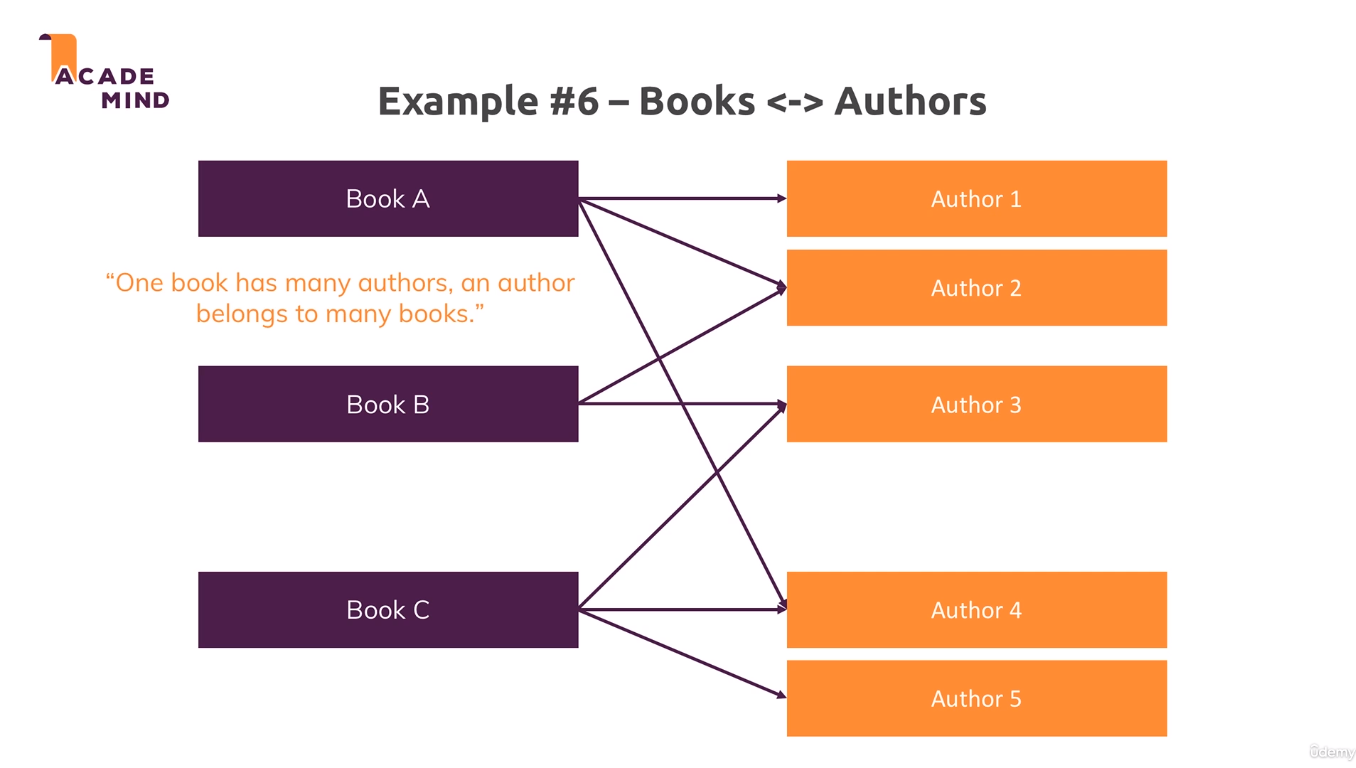 ACADE
MIND
Example #6 – Books <-> Authors
Book A
Author 1
Author 2
“One book has many authors, an author
belongs to many books.”
Book B
Author 3
Book C
Author 4
Author 5
ûdemy